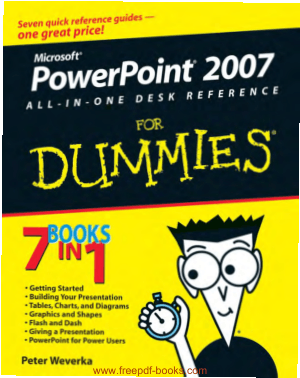 Seven quick reference guides —
one great price!
Microsoft®
PowerPoint® 2007
ALL-IN-ONE DESK REFERENCE
FOR
DUMMIES®
7 BOOKS
IN 1
• Getting Started
• Building Your Presentation
• Tables, Charts, and Diagrams
• Graphics and Shapes
• Flash and Dash
• Giving a Presentation
• PowerPoint for Power Users
Peter Weverka
www.freepdf-books.com